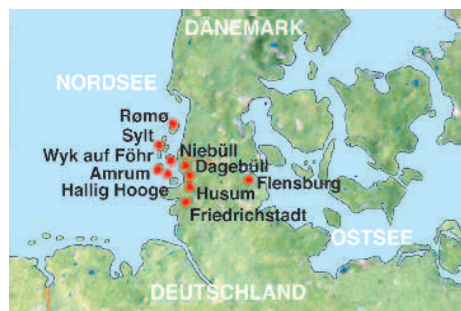 DÄNEMARK
NORDSEE
Rømø
Sylt
Wyk auf Föhr
Niebüll
Amrum
Dagebüll
Hallig Hooge
Flensburg
Husum
Friedrichstadt
OSTSEE
DEUTSCHLAND